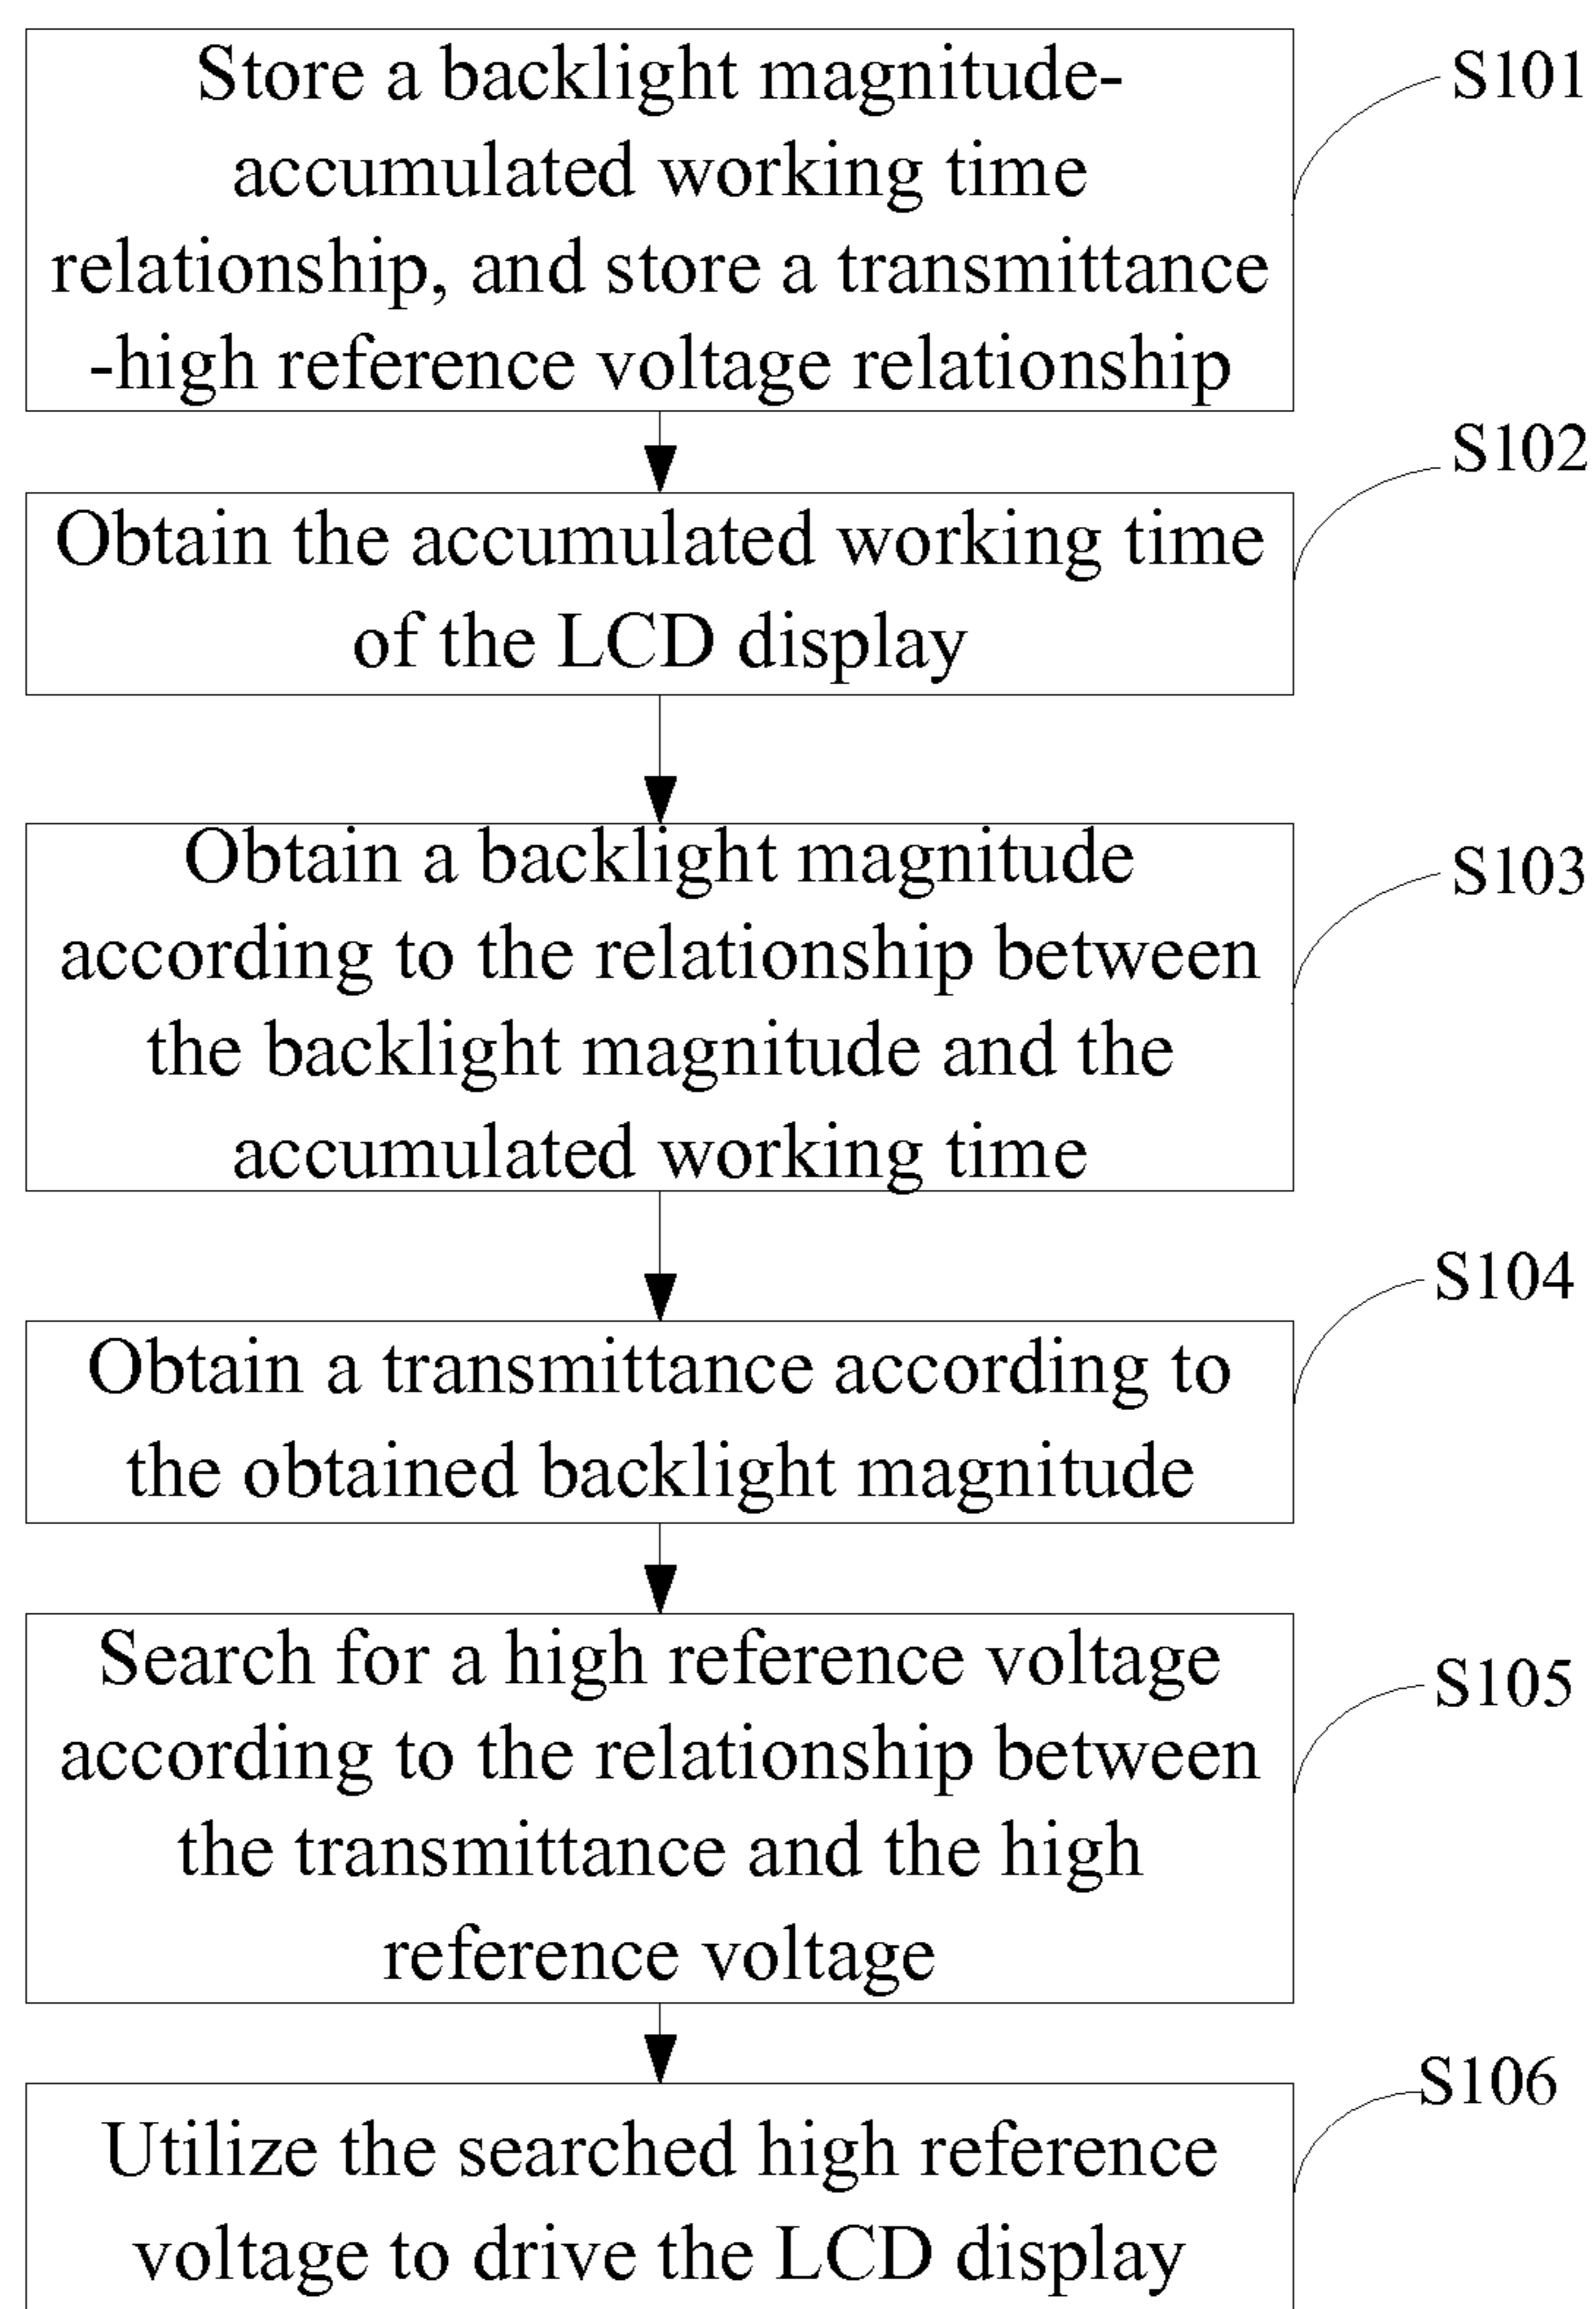 Store a backlight magnitude-
accumulated working time
relationship, and store a transmittance
-high reference voltage relationship
S101
Obtain the accumulated working time
of the LCD display
S102
Obtain a backlight magnitude
according to the relationship between
the backlight magnitude and the
accumulated working time
S103
Obtain a transmittance according to
the obtained backlight magnitude
S104
Search for a high reference voltage
according to the relationship between
the transmittance and the high
reference voltage
S105
Utilize the searched high reference
voltage to drive the LCD display
S106